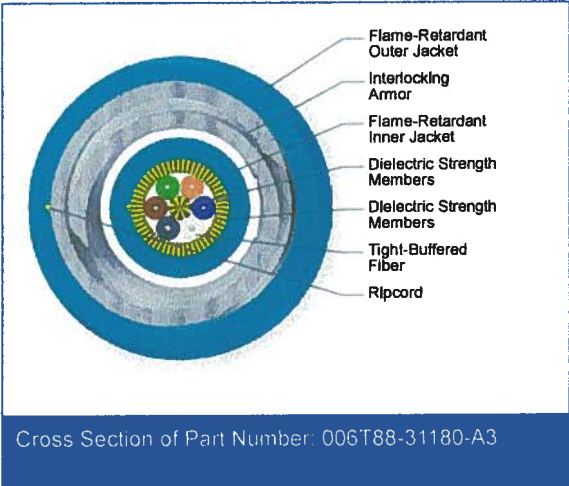 Flame-Retardant
Outer Jacket
Interlocking
Armor
Flame-Retardant
Inner Jacket
Dielectric Strength
Members
Dielectric Strength
Members
Tight-Buffered
Fiber
Ripcord
Cross Section of Part Number: 006T88-31180-A3